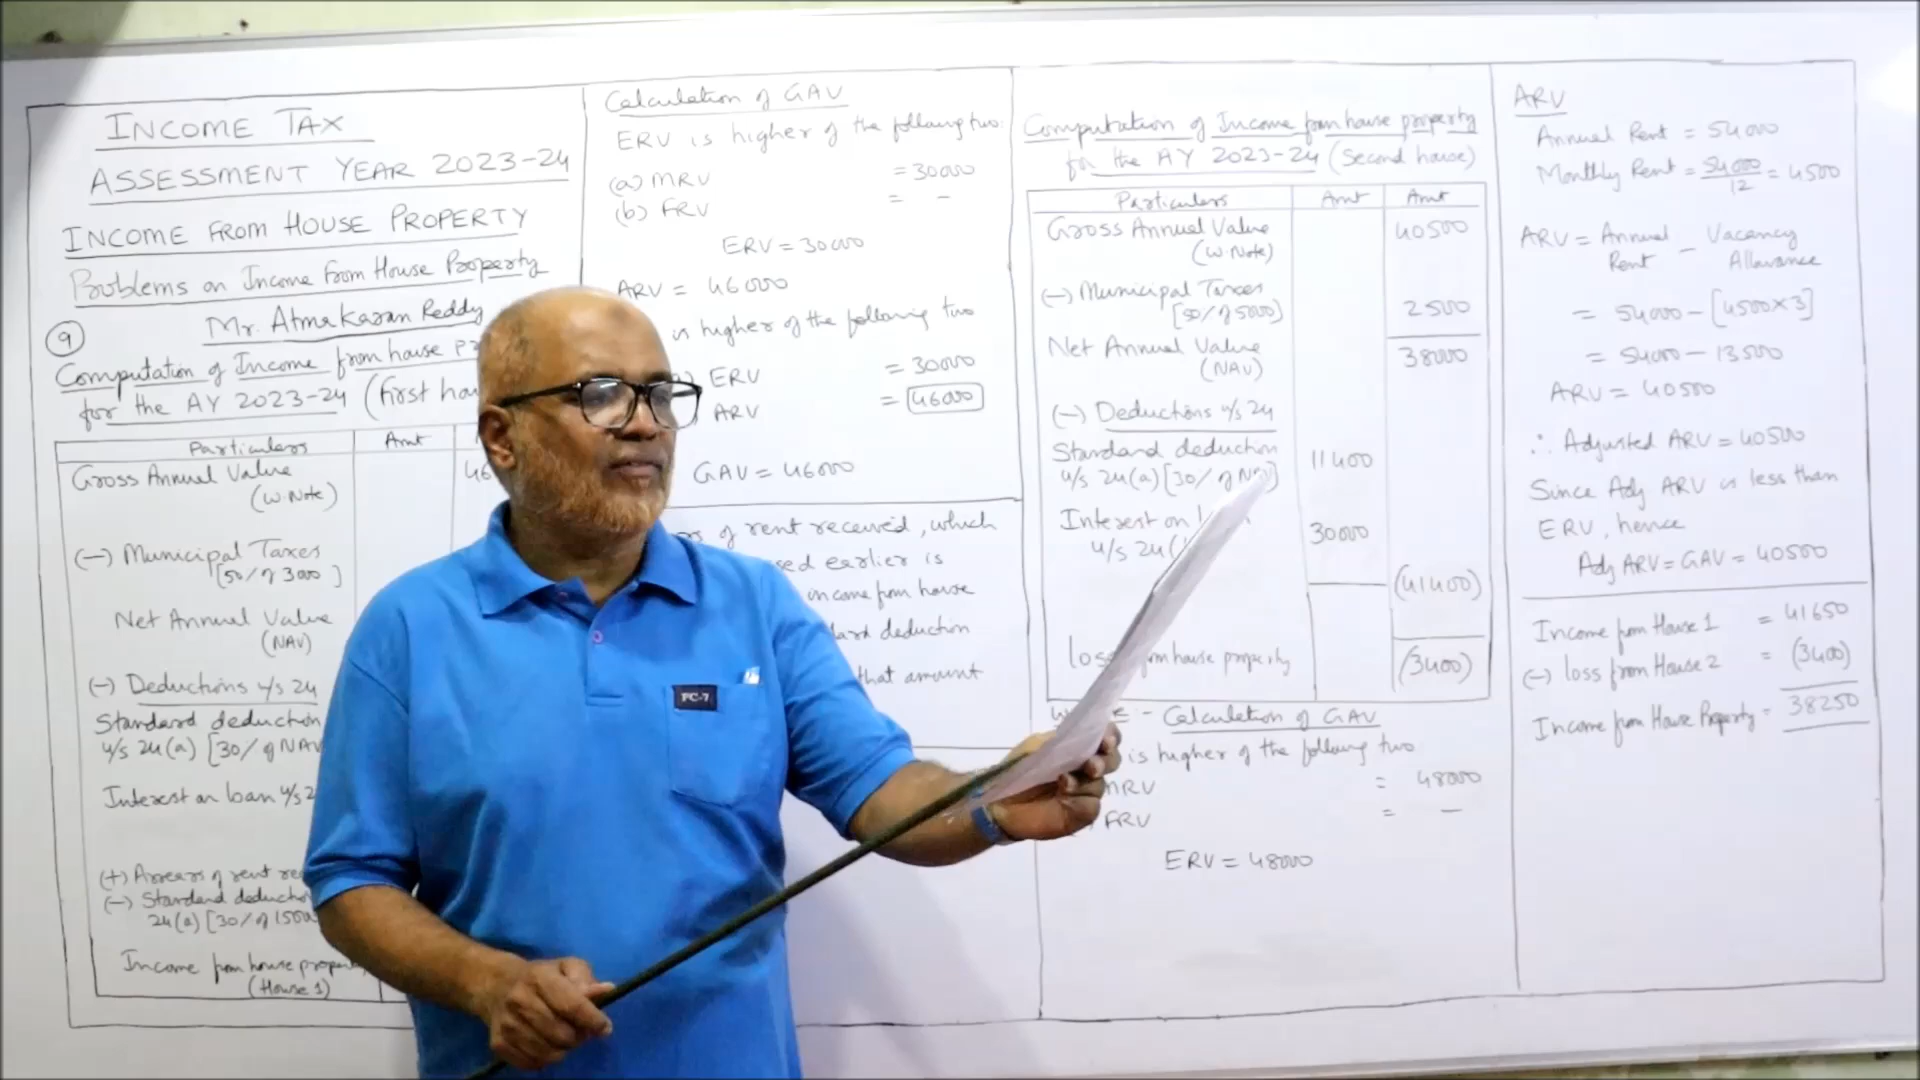 INCOME TAX
ASSESSMENT YEAR 2023-24
INCOME FROM HOUSE PROPERTY
Problems on Income from House Property
9 Mr. Atmakaran Reddy
Computation of Income from house
for the AY 2023-24 (first
Particulars Amt
Gross Annual Value
(W.Note)
(-) Municipal Taxes
[50% of 3000]
Net Annual Value
(NAV)
(-) Deductions u/s 24
Standard deduction
u/s 24(a) [30% of NAV
Interest on loan u/s
(+) Arrears of rent
(-) Standard
24(a) [30% of
Income from house
(House 1)
Calculation of GAV
ERV is higher of the following two:
(a) MRV = 30000
(b) FRV = -
ERV = 30000
ARV = 46000
is higher of the following two
ERV = 30000
ARV = 46000
GAV = 46000
of rent received, which
earlier is
income from house
deduction
that amount
Computation of Income from house property
for the AY 2023-24 (Second house)
Particulars Amt Amt
Gross Annual Value 40500
(W.Note)
(-) Municipal Taxes
[50% of 5000] 2500
Net Annual Value 38000
(NAV)
(-) Deductions u/s 24
Standard deduction
u/s 24(a) [30% of NAV] 11400
Interest on
u/s 24( 30000
(41400)
from house property (3400)
:- Calculation of GAV
is higher of the following two
MRV = 48000
FRV = -
ERV = 48000
ARV
Annual Rent = 54000
Monthly Rent = 54000/12 = 4500
ARV = Annual Rent - Vacancy Allowance
= 54000 - [4500x3]
= 54000 - 13500
ARV = 40500
∴ Adjusted ARV = 40500
Since Adj ARV is less than
ERV, hence
Adj ARV = GAV = 40500
Income from House 1 = 41650
(-) loss from House 2 = (3400)
Income from House Property = 38250
FC-7